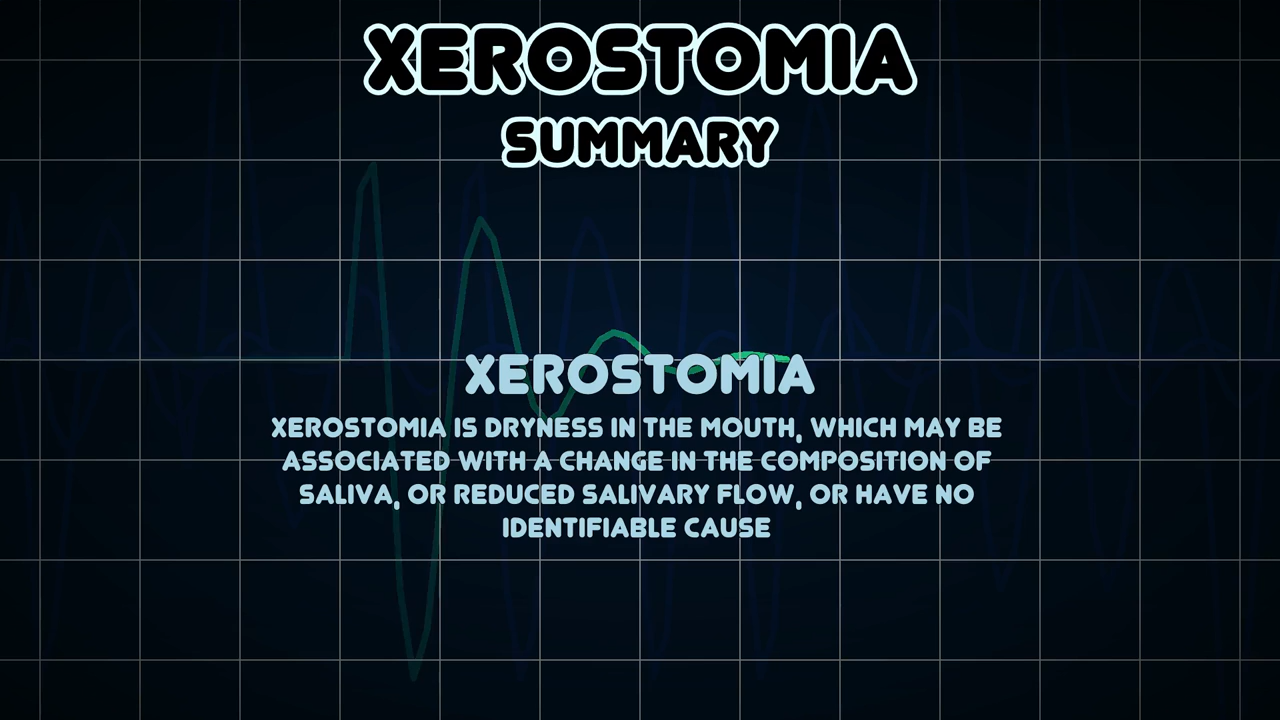 XEROSTOMIA
SUMMARY
XEROSTOMIA
XEROSTOMIA IS DRYNESS IN THE MOUTH, WHICH MAY BE
ASSOCIATED WITH A CHANGE IN THE COMPOSITION OF
SALIVA, OR REDUCED SALIVARY FLOW, OR HAVE NO
IDENTIFIABLE CAUSE